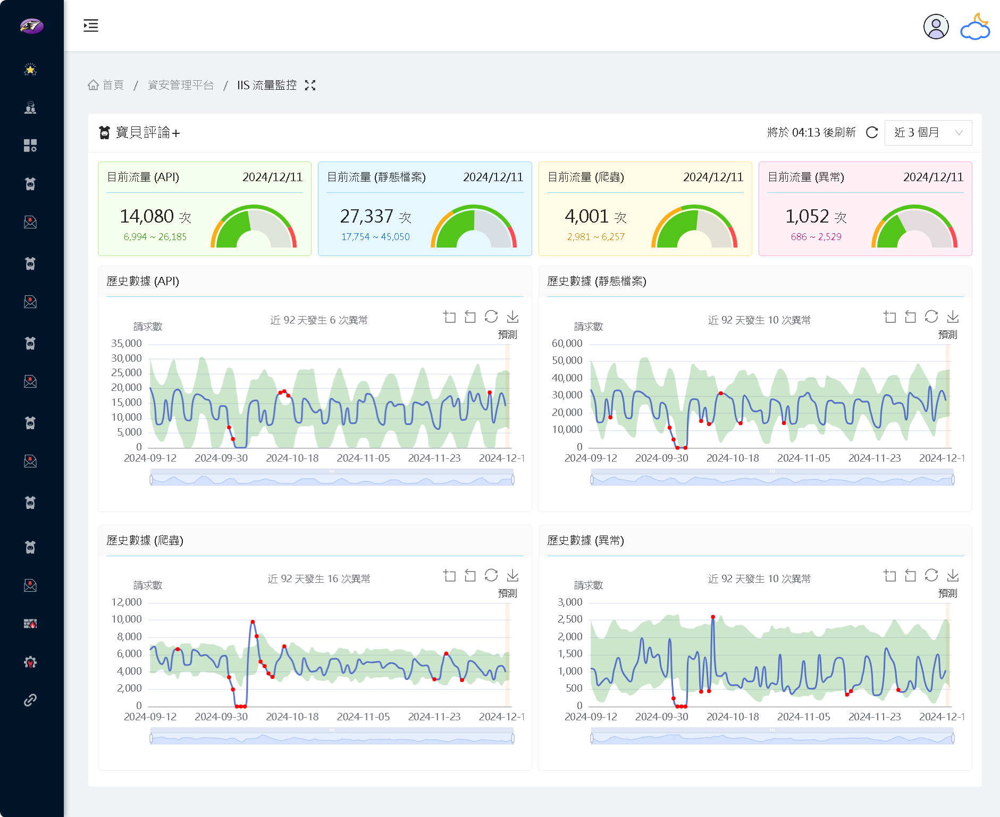 首頁 / 資安管理平台 / IIS 流量監控
寶貝評論+
將於 04:13 後刷新
近 3 個月
目前流量 (API) 2024/12/11
14,080 次
6,994 ~ 26,185
目前流量 (靜態檔案) 2024/12/11
27,337 次
17,754 ~ 45,050
目前流量 (爬蟲) 2024/12/11
4,001 次
2,981 ~ 6,257
目前流量 (異常) 2024/12/11
1,052 次
686 ~ 2,529
歷史數據 (API)
近 92 天發生 6 次異常
請求數
預測
35,000
30,000
25,000
20,000
15,000
10,000
5,000
0
2024-09-12 2024-09-30 2024-10-18 2024-11-05 2024-11-23 2024-12-1
歷史數據 (靜態檔案)
近 92 天發生 10 次異常
請求數
預測
60,000
50,000
40,000
30,000
20,000
10,000
0
2024-09-12 2024-09-30 2024-10-18 2024-11-05 2024-11-23 2024-12-1
歷史數據 (爬蟲)
近 92 天發生 16 次異常
請求數
預測
12,000
10,000
8,000
6,000
4,000
2,000
0
2024-09-12 2024-09-30 2024-10-18 2024-11-05 2024-11-23 2024-12-1
歷史數據 (異常)
近 92 天發生 10 次異常
請求數
預測
3,000
2,500
2,000
1,500
1,000
500
0
2024-09-12 2024-09-30 2024-10-18 2024-11-05 2024-11-23 2024-12-1